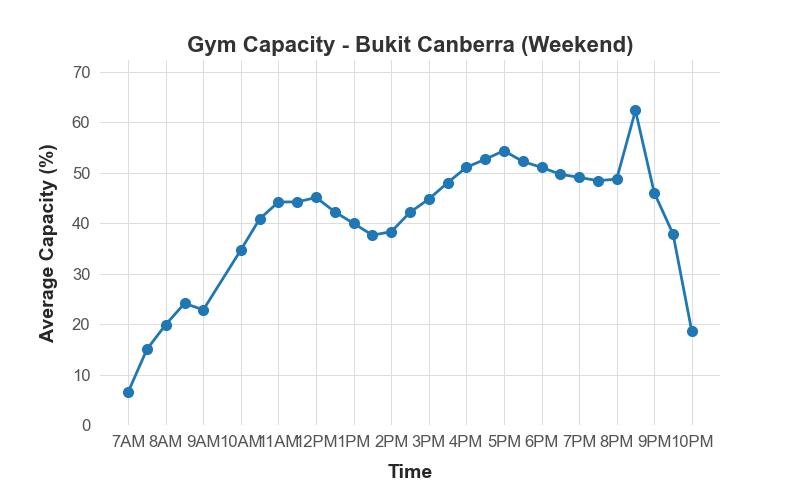 Gym Capacity - Bukit Canberra (Weekend)
70
60
50
40
30
20
10
0
Average Capacity (%)
7AM 8AM 9AM 10AM 11AM 12PM 1PM 2PM 3PM 4PM 5PM 6PM 7PM 8PM 9PM 10PM
Time